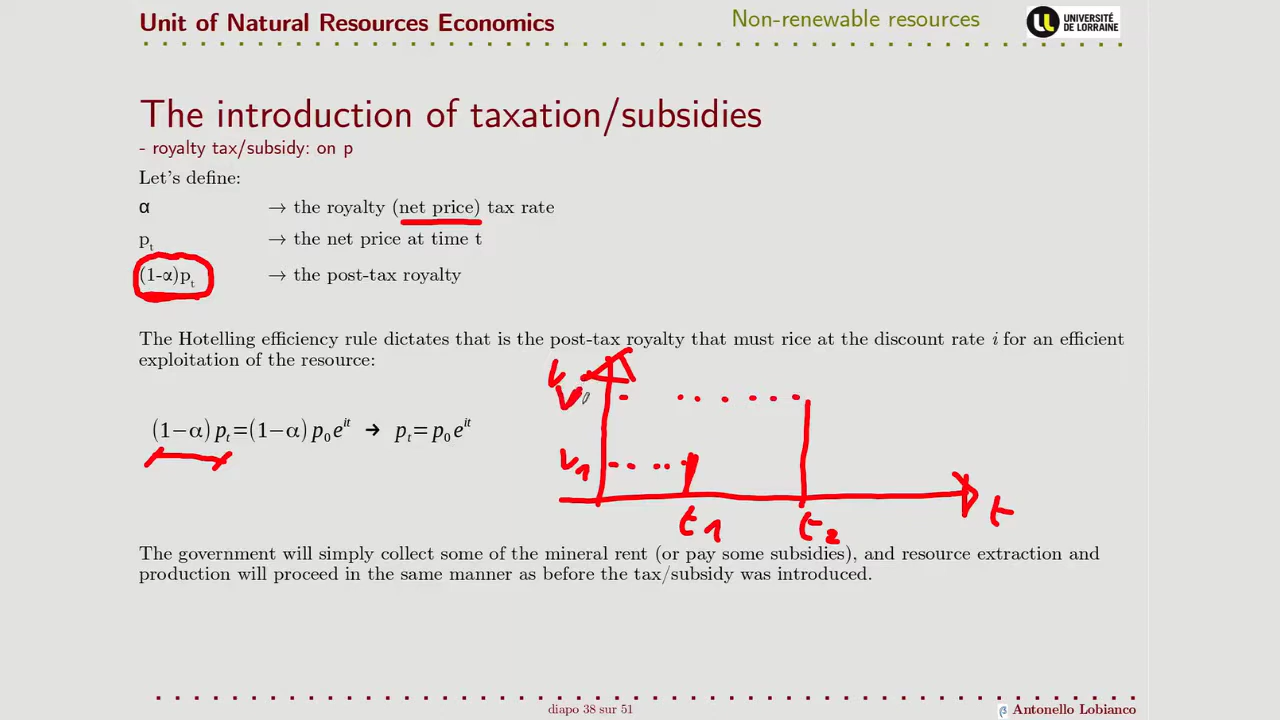 Unit of Natural Resources Economics
Non-renewable resources
UNIVERSITÉ
DE LORRAINE
The introduction of taxation/subsidies
- royalty tax/subsidy: on p
Let's define:
α → the royalty (net price) tax rate
pt → the net price at time t
(1-α)pt → the post-tax royalty
The Hotelling efficiency rule dictates that is the post-tax royalty that must rice at the discount rate i for an efficient
exploitation of the resource:
(1−α) pt=(1−α) p0e^it → pt= p0e^it
V1
t1
t2
t
The government will simply collect some of the mineral rent (or pay some subsidies), and resource extraction and
production will proceed in the same manner as before the tax/subsidy was introduced.
diapo 38 sur 51
Antonello Lobianco